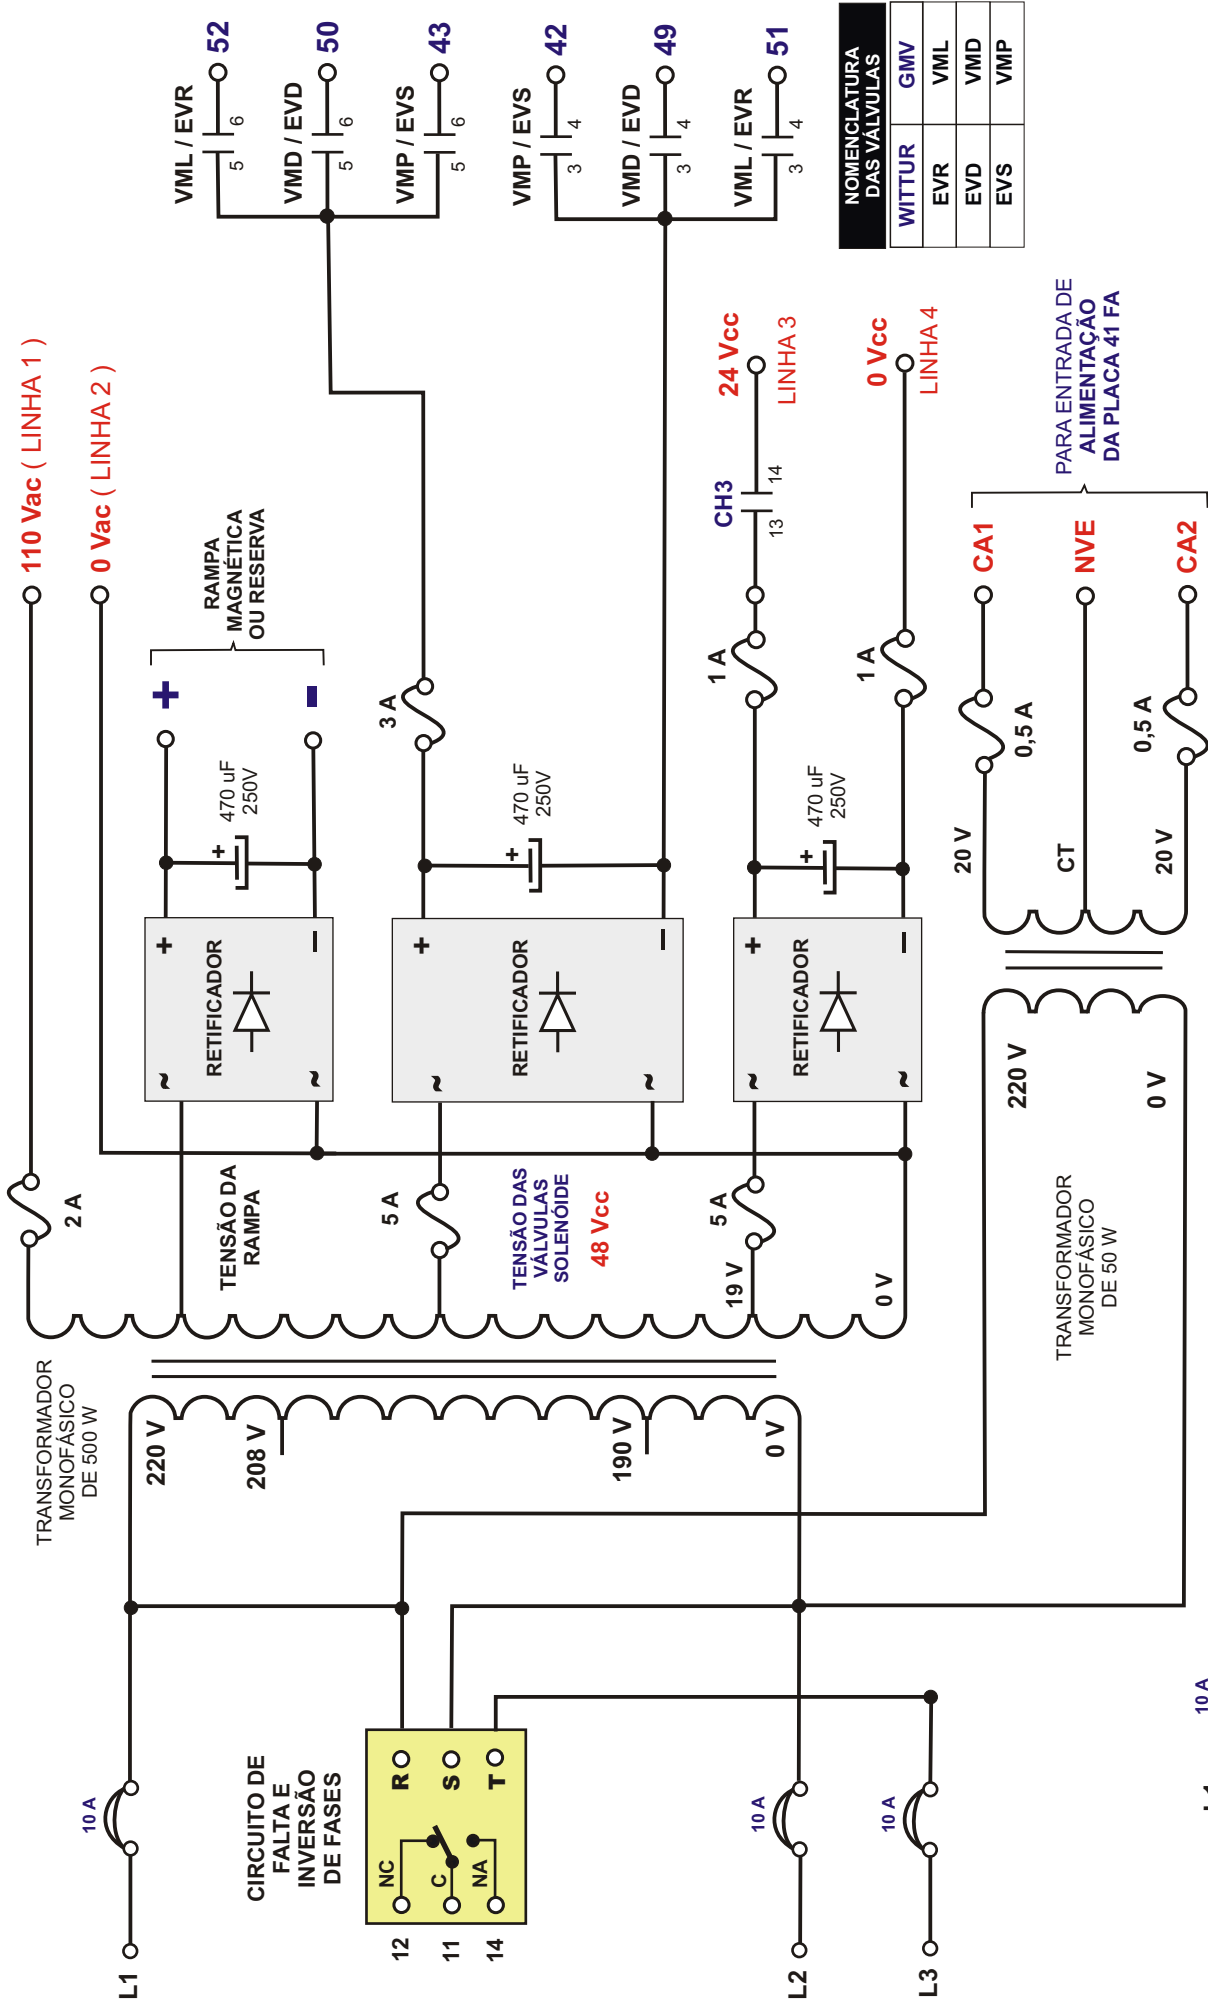 L1
10 A
CIRCUITO DE
FALTA E
INVERSÃO
DE FASES
12
11
14
NC
C
NA
R
S
T
L2
10 A
L3
10 A
10 A
TRANSFORMADOR
MONOFÁSICO
DE 500 W
220 V
208 V
190 V
0 V
2 A
110 Vac ( LINHA 1 )
0 Vac ( LINHA 2 )
TENSÃO DA
RAMPA
RETIFICADOR
~
~
+
-
+
470 uF
250V
+
-
RAMPA
MAGNÉTICA
OU RESERVA
5 A
TENSÃO DAS
VÁLVULAS
SOLENÓIDE
48 Vcc
RETIFICADOR
~
~
+
-
+
470 uF
250V
3 A
VML / EVR
5
6
52
VMD / EVD
5
6
50
VMP / EVS
5
6
43
VMP / EVS
3
4
42
VMD / EVD
3
4
49
VML / EVR
3
4
51
19 V
5 A
0 V
RETIFICADOR
~
~
+
-
+
470 uF
250V
1 A
CH3
13
14
24 Vcc
LINHA 3
1 A
0 Vcc
LINHA 4
TRANSFORMADOR
MONOFÁSICO
DE 50 W
220 V
0 V
20 V
CT
20 V
0,5 A
0,5 A
CA1
NVE
CA2
PARA ENTRADA DE
ALIMENTAÇÃO
DA PLACA 41 FA
NOMENCLATURA
DAS VÁLVULAS
WITTUR GMV
EVR VML
EVD VMD
EVS VMP